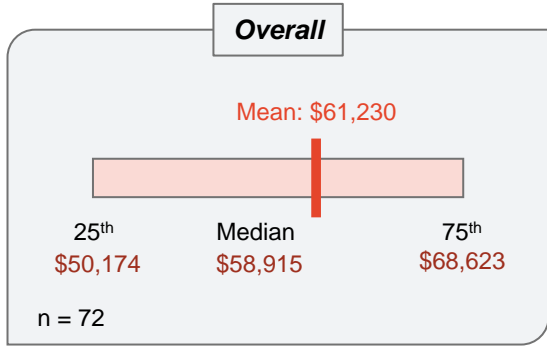 Overall
Mean: $61,230
25th Median 75th
$50,174 $58,915 $68,623
n = 72